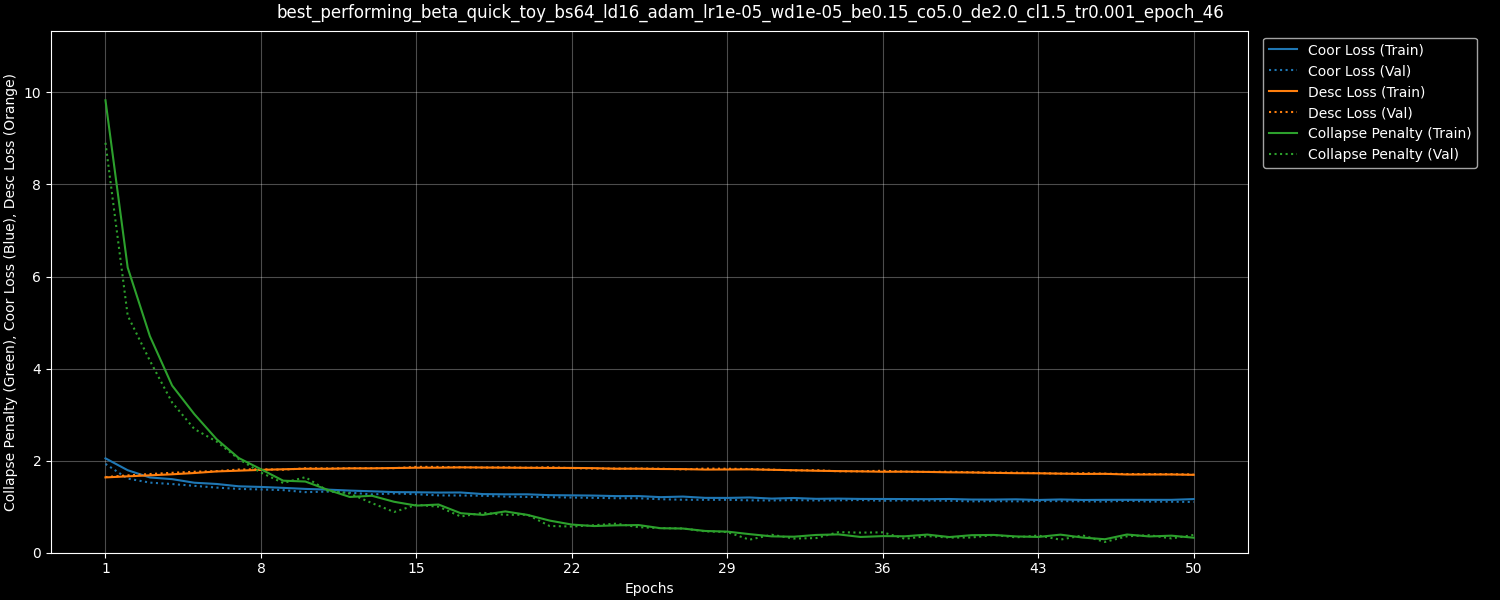 best_performing_beta_quick_toy_bs64_ld16_adam_lr1e-05_wd1e-05_be0.15_co5.0_de2.0_cl1.5_tr0.001_epoch_46
Collapse Penalty (Green), Coor Loss (Blue), Desc Loss (Orange)
10
8
6
4
2
0
1 8 15 22 29 36 43 50
Epochs
Coor Loss (Train)
Coor Loss (Val)
Desc Loss (Train)
Desc Loss (Val)
Collapse Penalty (Train)
Collapse Penalty (Val)